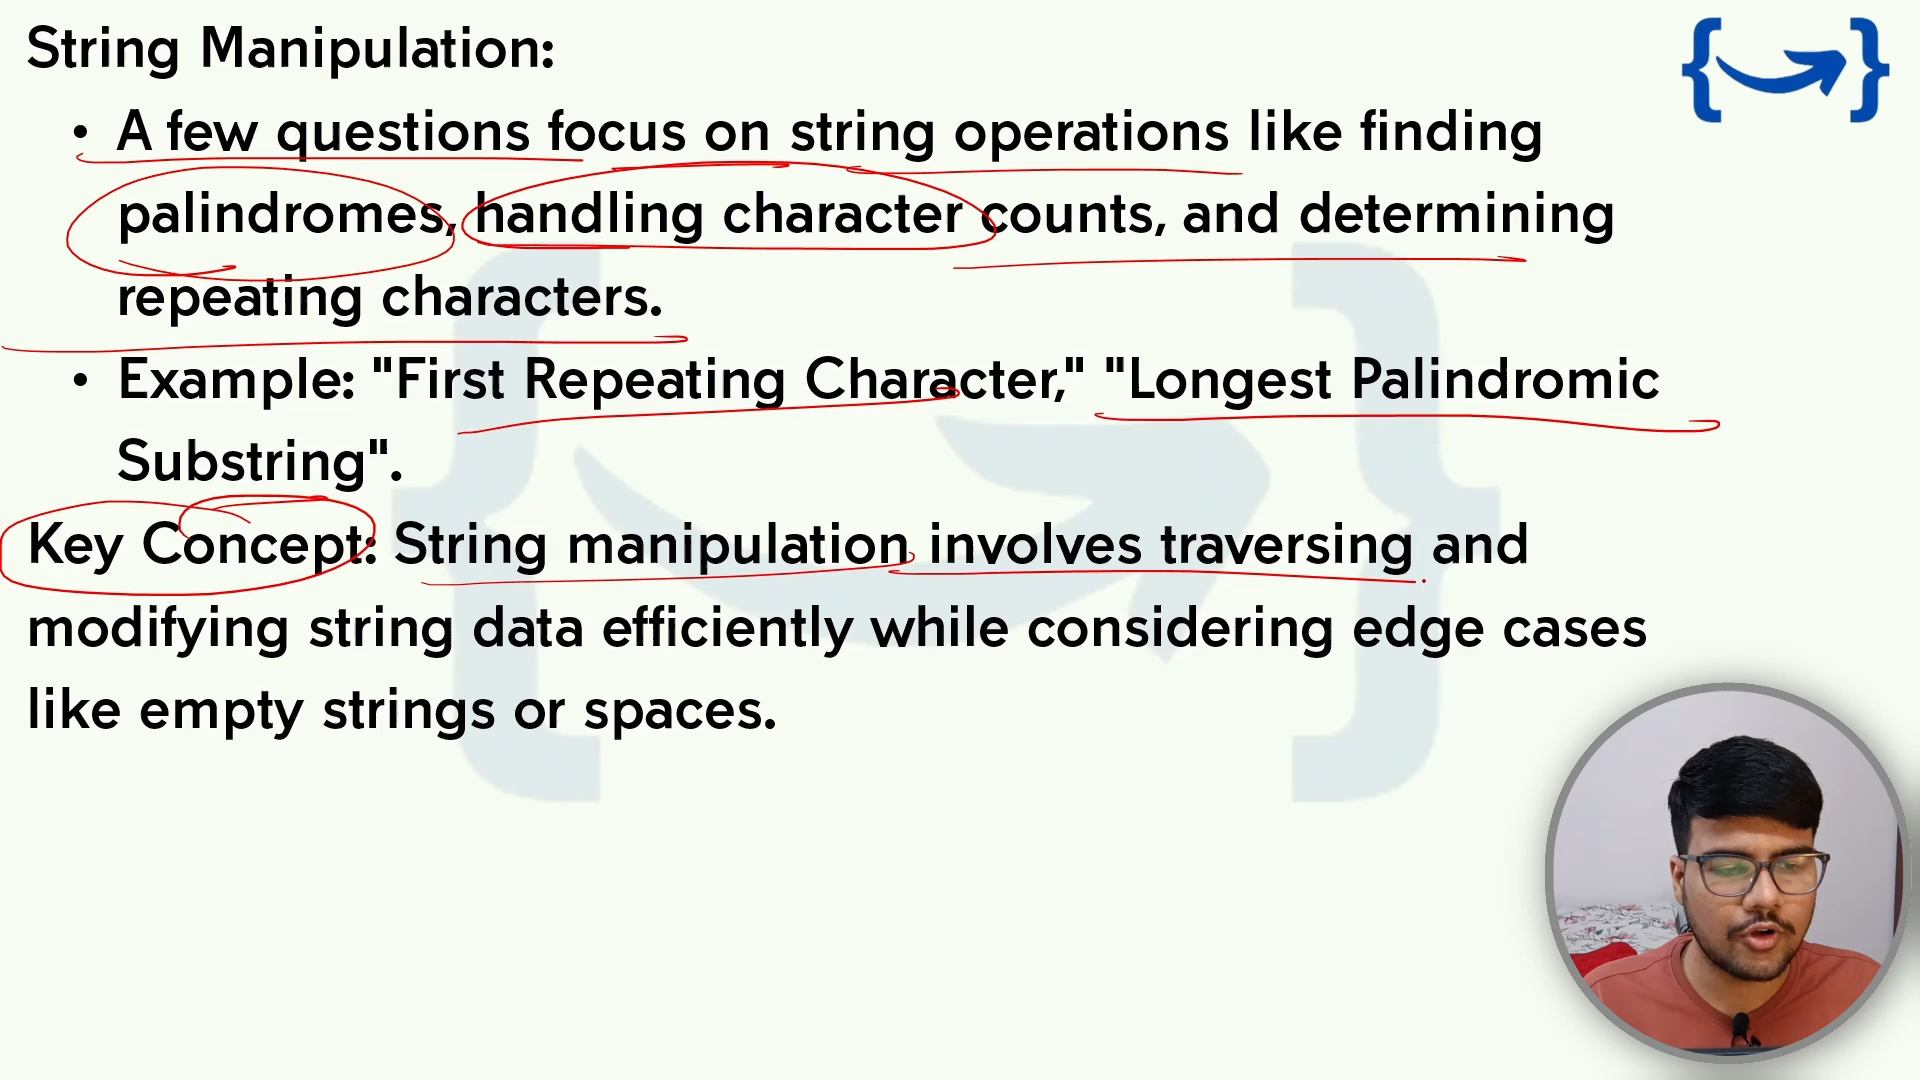 String Manipulation:
• A few questions focus on string operations like finding
palindromes, handling character counts, and determining
repeating characters.
• Example: "First Repeating Character," "Longest Palindromic
Substring".
Key Concept: String manipulation involves traversing and
modifying string data efficiently while considering edge cases
like empty strings or spaces.